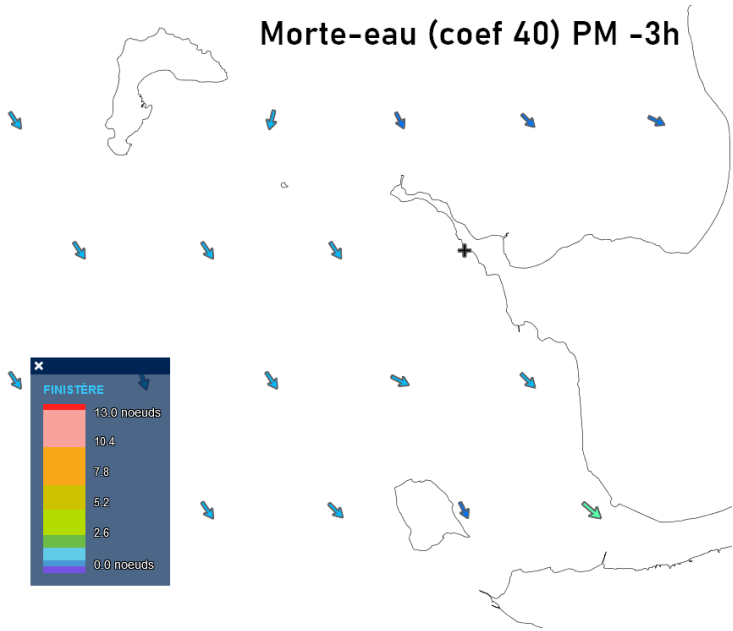 Morte-eau (coef 40) PM -3h
FINISTÈRE
13.0 noeuds
10.4
7.8
5.2
2.6
0.0 noeuds